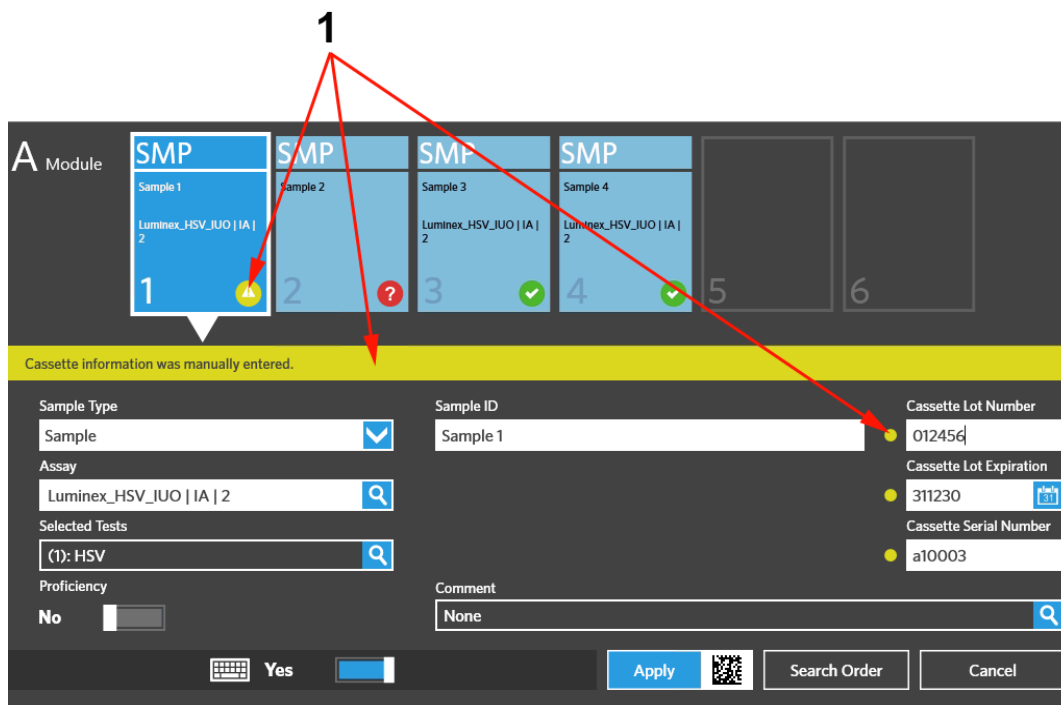 1
A Module
SMP
Sample 1
Luminex_HSV_IUO | IA |
2
1
SMP
Sample 2
2
?
SMP
Sample 3
Luminex_HSV_IUO | IA |
2
3
SMP
Sample 4
Luminex_HSV_IUO | IA |
2
4
5
6
Cassette information was manually entered.
Sample Type
Sample
Sample ID
Sample 1
Cassette Lot Number
012456
Assay
Luminex_HSV_IUO | IA | 2
Cassette Lot Expiration
311230
31
Selected Tests
(1): HSV
Cassette Serial Number
a10003
Proficiency
No
Comment
None
Yes
Apply
Search Order
Cancel